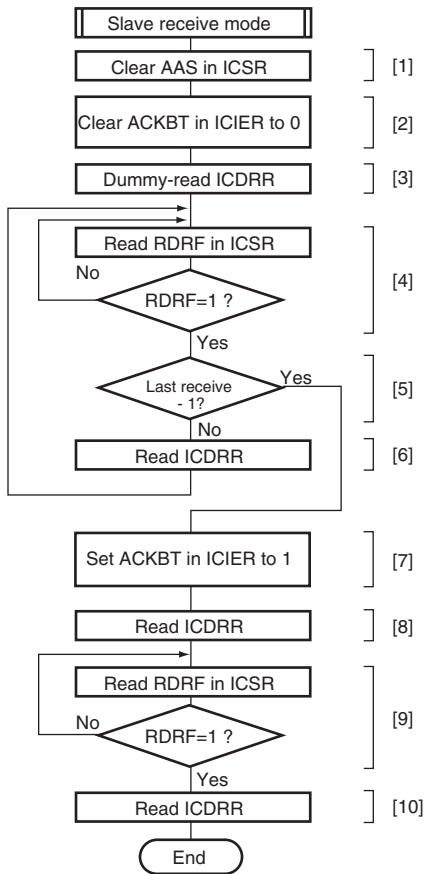 Slave receive mode
Clear AAS in ICSR
[1]
Clear ACKBT in ICIER to 0
[2]
Dummy-read ICDRR
[3]
Read RDRF in ICSR
No
[4]
RDRF=1 ?
Yes
Last receive
- 1?
Yes
[5]
No
Read ICDRR
[6]
Set ACKBT in ICIER to 1
[7]
Read ICDRR
[8]
Read RDRF in ICSR
No
[9]
RDRF=1 ?
Yes
Read ICDRR
[10]
End